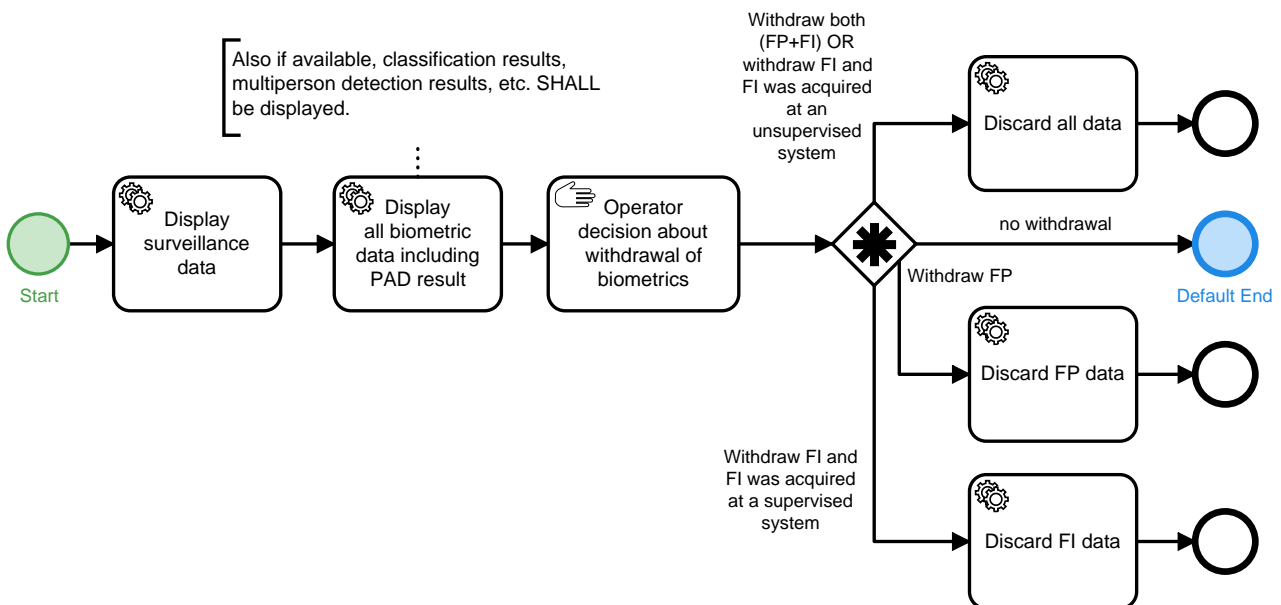 Also if available, classification results,
multiperson detection results, etc. SHALL
be displayed.
Withdraw both
(FP+FI) OR
withdraw FI and
FI was acquired
at an
unsupervised
system
Discard all data
Start
Display
surveillance
data
Display
all biometric
data including
PAD result
Operator
decision about
withdrawal of
biometrics
no withdrawal
Default End
Withdraw FP
Discard FP data
Withdraw FI and
FI was acquired
at a supervised
system
Discard FI data